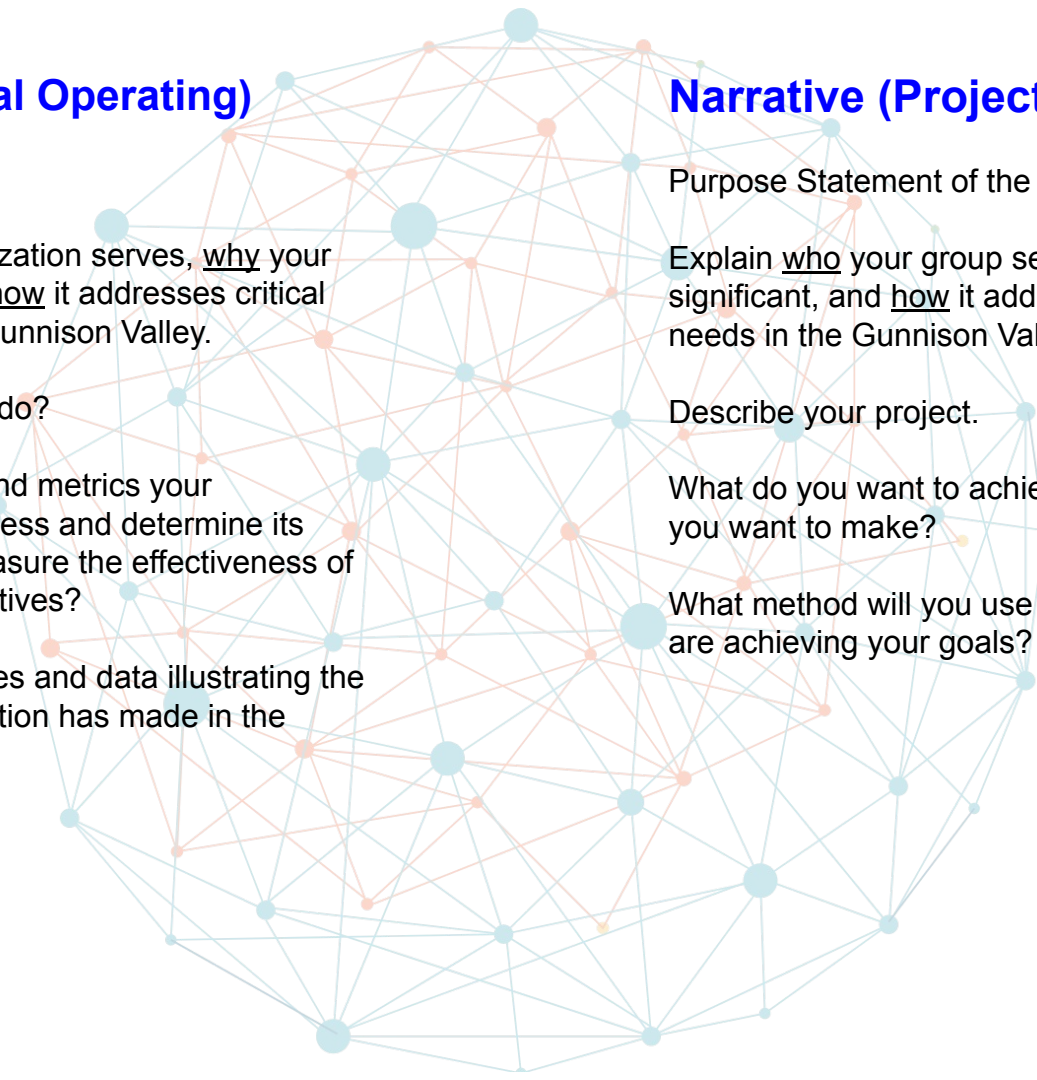 al Operating)
zation serves, why your
now it addresses critical
unnison Valley.
do?
nd metrics your
ess and determine its
asure the effectiveness of
tives?
es and data illustrating the
tion has made in the
Narrative (Project
Purpose Statement of the
Explain who your group se
significant, and how it add
needs in the Gunnison Val
Describe your project.
What do you want to achie
you want to make?
What method will you use
are achieving your goals?